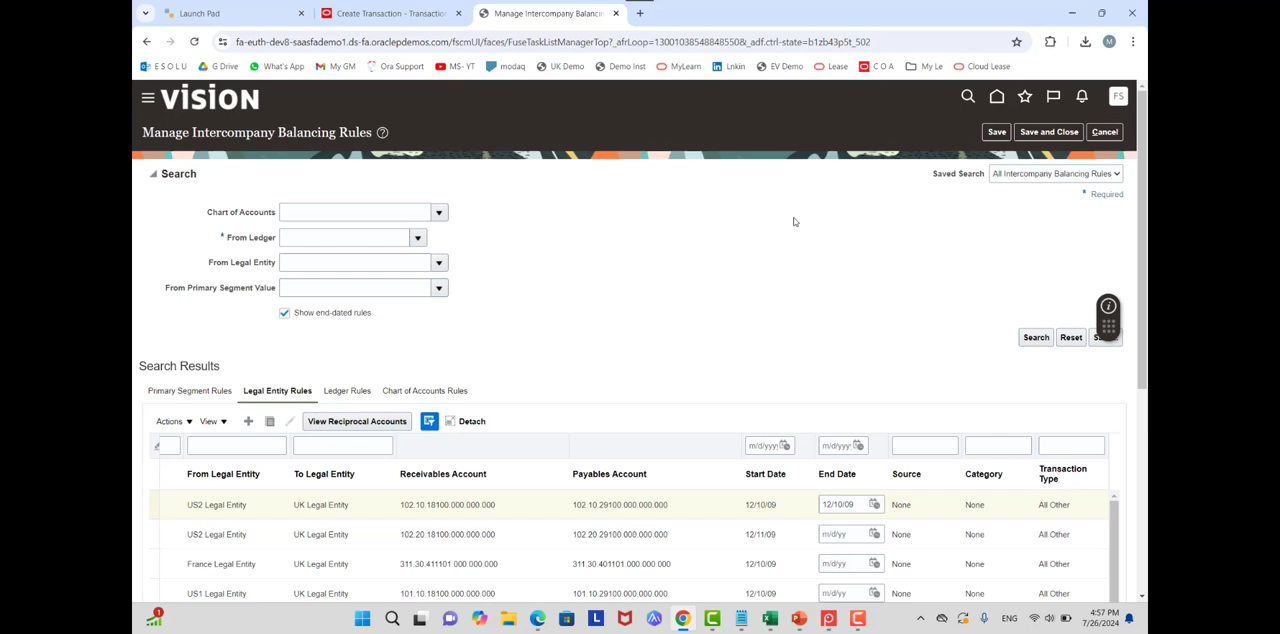 Launch Pad
Create Transaction - Transactio
Manage Intercompany Balancin
fa-euth-dev8-saasfademo1.ds-fa.oraclepdemos.com/fscmUI/faces/FuseTaskListManagerTop?_afrLoop=13001038548848550&_adf.ctrl-state=b1zb43p5t_502
M
E S O L U
G Drive
What's App
My GM
Ora Support
MS- YT
modaq
UK Demo
Demo Inst
MyLearn
Lnkin
EV Demo
Lease
C O A
My Le
Cloud Lease
VISION
FS
Manage Intercompany Balancing Rules
Save
Save and Close
Cancel
Search
Saved Search
All Intercompany Balancing Rules
* Required
Chart of Accounts
* From Ledger
From Legal Entity
From Primary Segment Value
Show end-dated rules
Search
Reset
Search Results
Primary Segment Rules
Legal Entity Rules
Ledger Rules
Chart of Accounts Rules
Actions
View
View Reciprocal Accounts
Detach
m/d/yyy
m/d/yyy
From Legal Entity
To Legal Entity
Receivables Account
Payables Account
Start Date
End Date
Source
Category
Transaction
Type
US2 Legal Entity UK Legal Entity 102.10.18100.000.000.000 102.10.29100.000.000.000 12/10/09 12/10/09 None None All Other
US2 Legal Entity UK Legal Entity 102.20.18100.000.000.000 102.20.29100.000.000.000 12/11/09 m/d/yy None None All Other
France Legal Entity UK Legal Entity 311.30.411101.000.000.000 311.30.401101.000.000.000 12/10/09 m/d/yy None None All Other
US1 Legal Entity UK Legal Entity 101.10.18100.000.000.000 101.10.29100.000.000.000 12/10/09 m/d/yy None None All Other
1
ENG
4:57 PM
7/26/2024